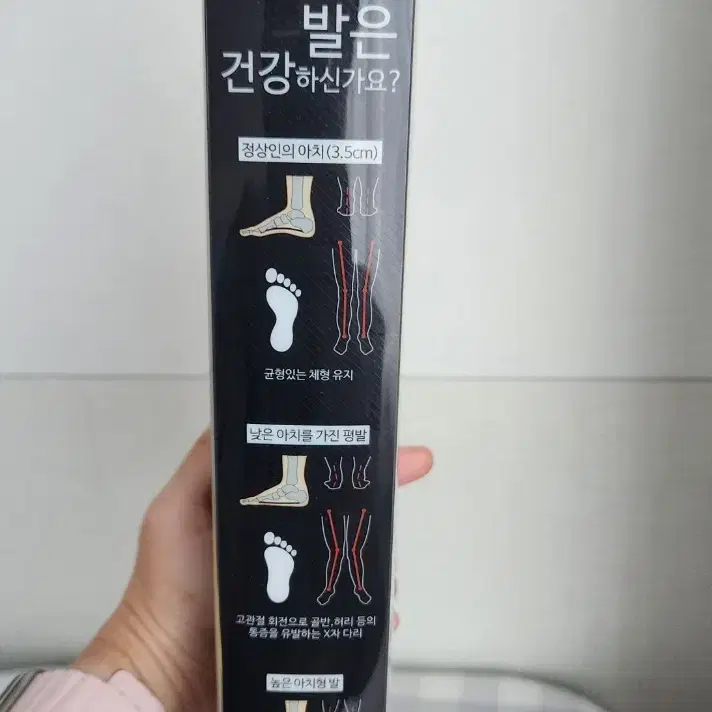 발은
건강하신가요?
정상인의 아치(3.5cm)
균형있는 체형 유지
낮은 아치를 가진 평발
고관절 회전으로 골반,허리 등의
통증을 유발하는 X자 다리
높은 아치형 발